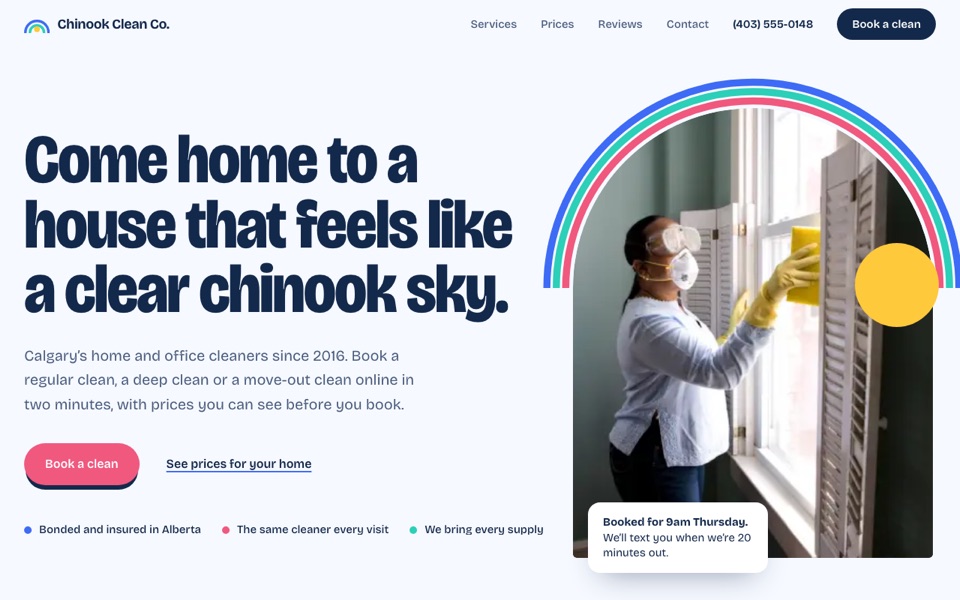 Chinook Clean Co.
Services
Prices
Reviews
Contact
(403) 555-0148
Book a clean
Come home to a
house that feels like
a clear chinook sky.
Calgary's home and office cleaners since 2016. Book a
regular clean, a deep clean or a move-out clean online in
two minutes, with prices you can see before you book.
Book a clean
See prices for your home
Bonded and insured in Alberta
The same cleaner every visit
We bring every supply
Booked for 9am Thursday.
We'll text you when we're 20
minutes out.